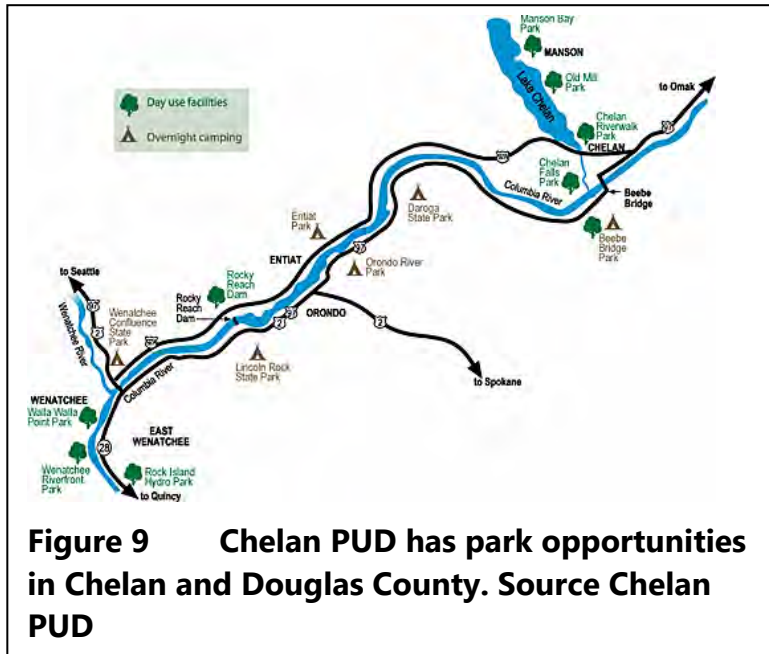 Manson Bay
Park
MANSON
Lake Chelan
Old Mill
Park
to Omak
Day use facilities
Overnight camping
Chelan
Riverwalk
Park
CHELAN
97
Chelan
Falls
Park
Columbia River
Beebe
Bridge
Beebe
Bridge
Park
Daroga
State Park
Entiat
Park
97
ENTIAT
Orondo River
Park
to Seattle
Rocky
Reach
Dam
Rocky
Reach
Dam
97
2
ORONDO
2
97
2
Wenatchee River
Wenatchee
Confluence
State
Park
Columbia River
Lincoln Rock
State Park
to Spokane
WENATCHEE
Walla Walla
Point Park
EAST
WENATCHEE
28
Wenatchee
Riverfront
Park
Rock Island
Hydro Park
to Quincy
Figure 9 Chelan PUD has park opportunities
in Chelan and Douglas County. Source Chelan
PUD